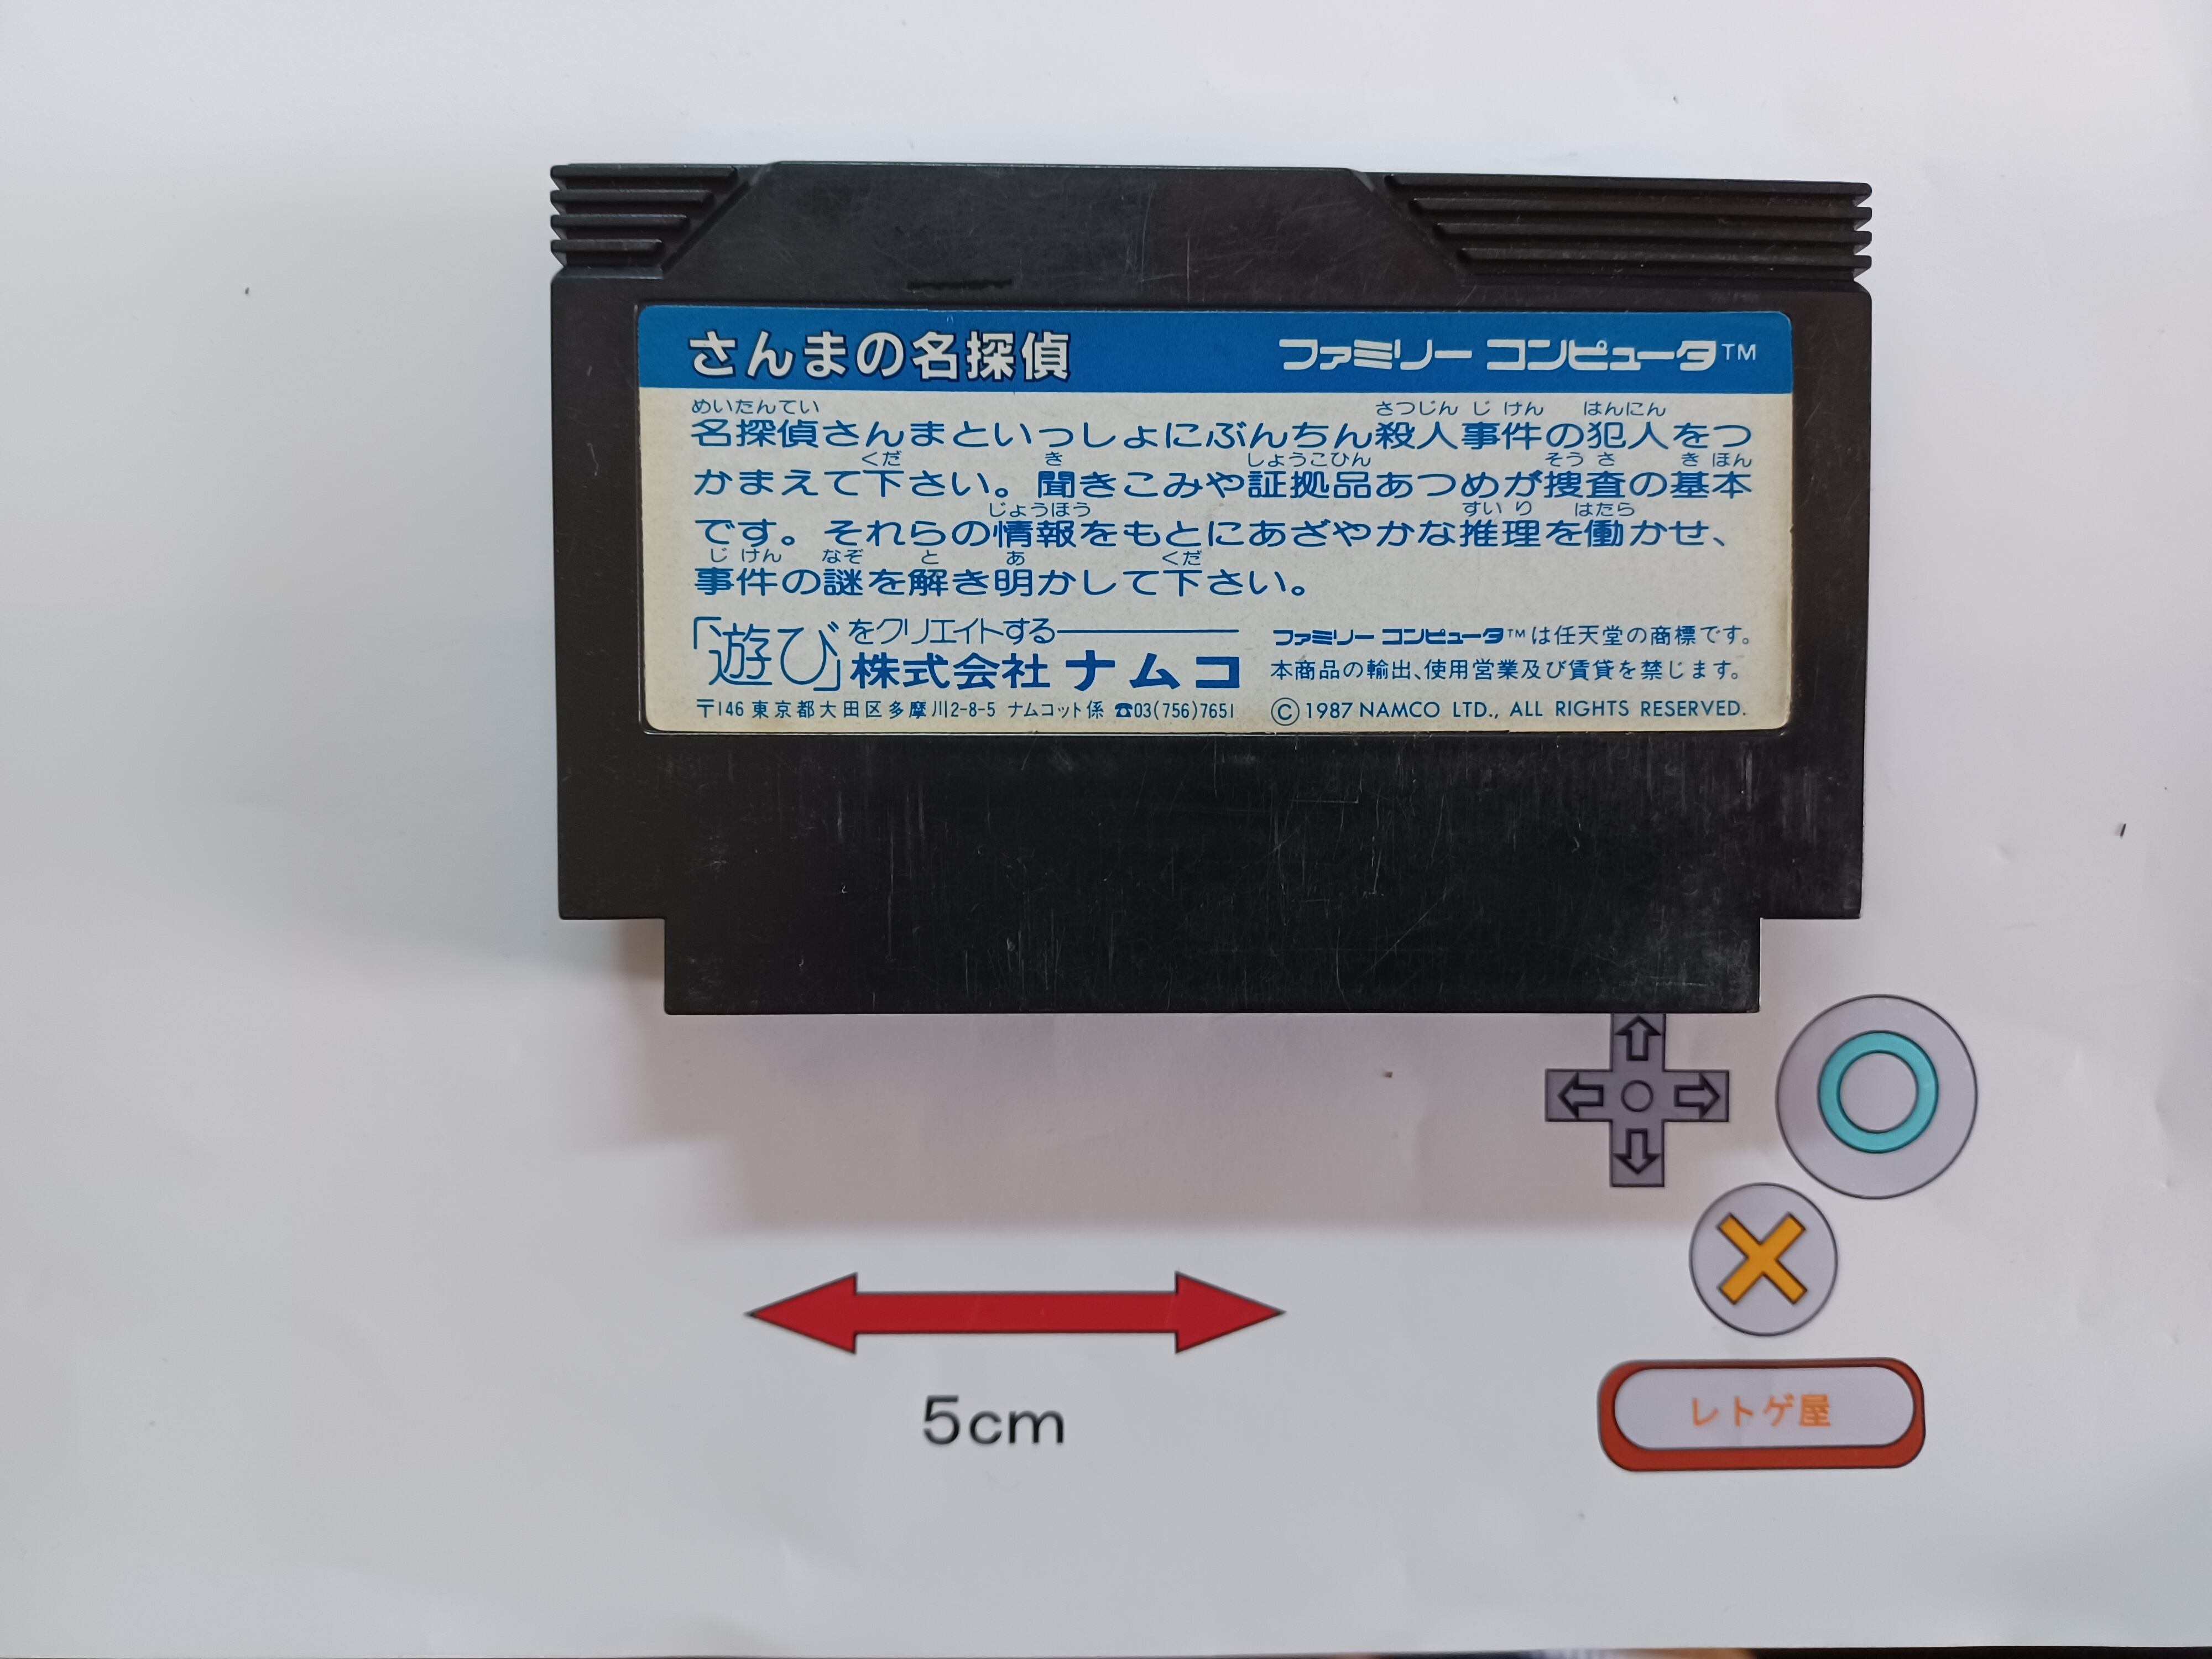 さんまの名探偵
ファミリー コンピュータ™
めいたんてい さつじん じ けん はんにん
名探偵さんまといっしょにぶんちん殺人事件の犯人をつ
くだ き しょうこひん そう さ き ほん
かまえて下さい。聞きこみや証拠品あつめが捜査の基本
じょうほう すい り はたら
です。それらの情報をもとにあざやかな推理を働かせ、
じ けん なぞ と あ くだ
事件の謎を解き明かして下さい。
「遊び」をクリエイトする
株式会社 ナムコ
〒146 東京都大田区多摩川2-8-5 ナムコット係 ☎03(756)7651
ファミリー コンピュータ™は任天堂の商標です。
本商品の輸出、使用営業及び賃貸を禁じます。
©1987 NAMCO LTD., ALL RIGHTS RESERVED.
5cm
レトゲ屋